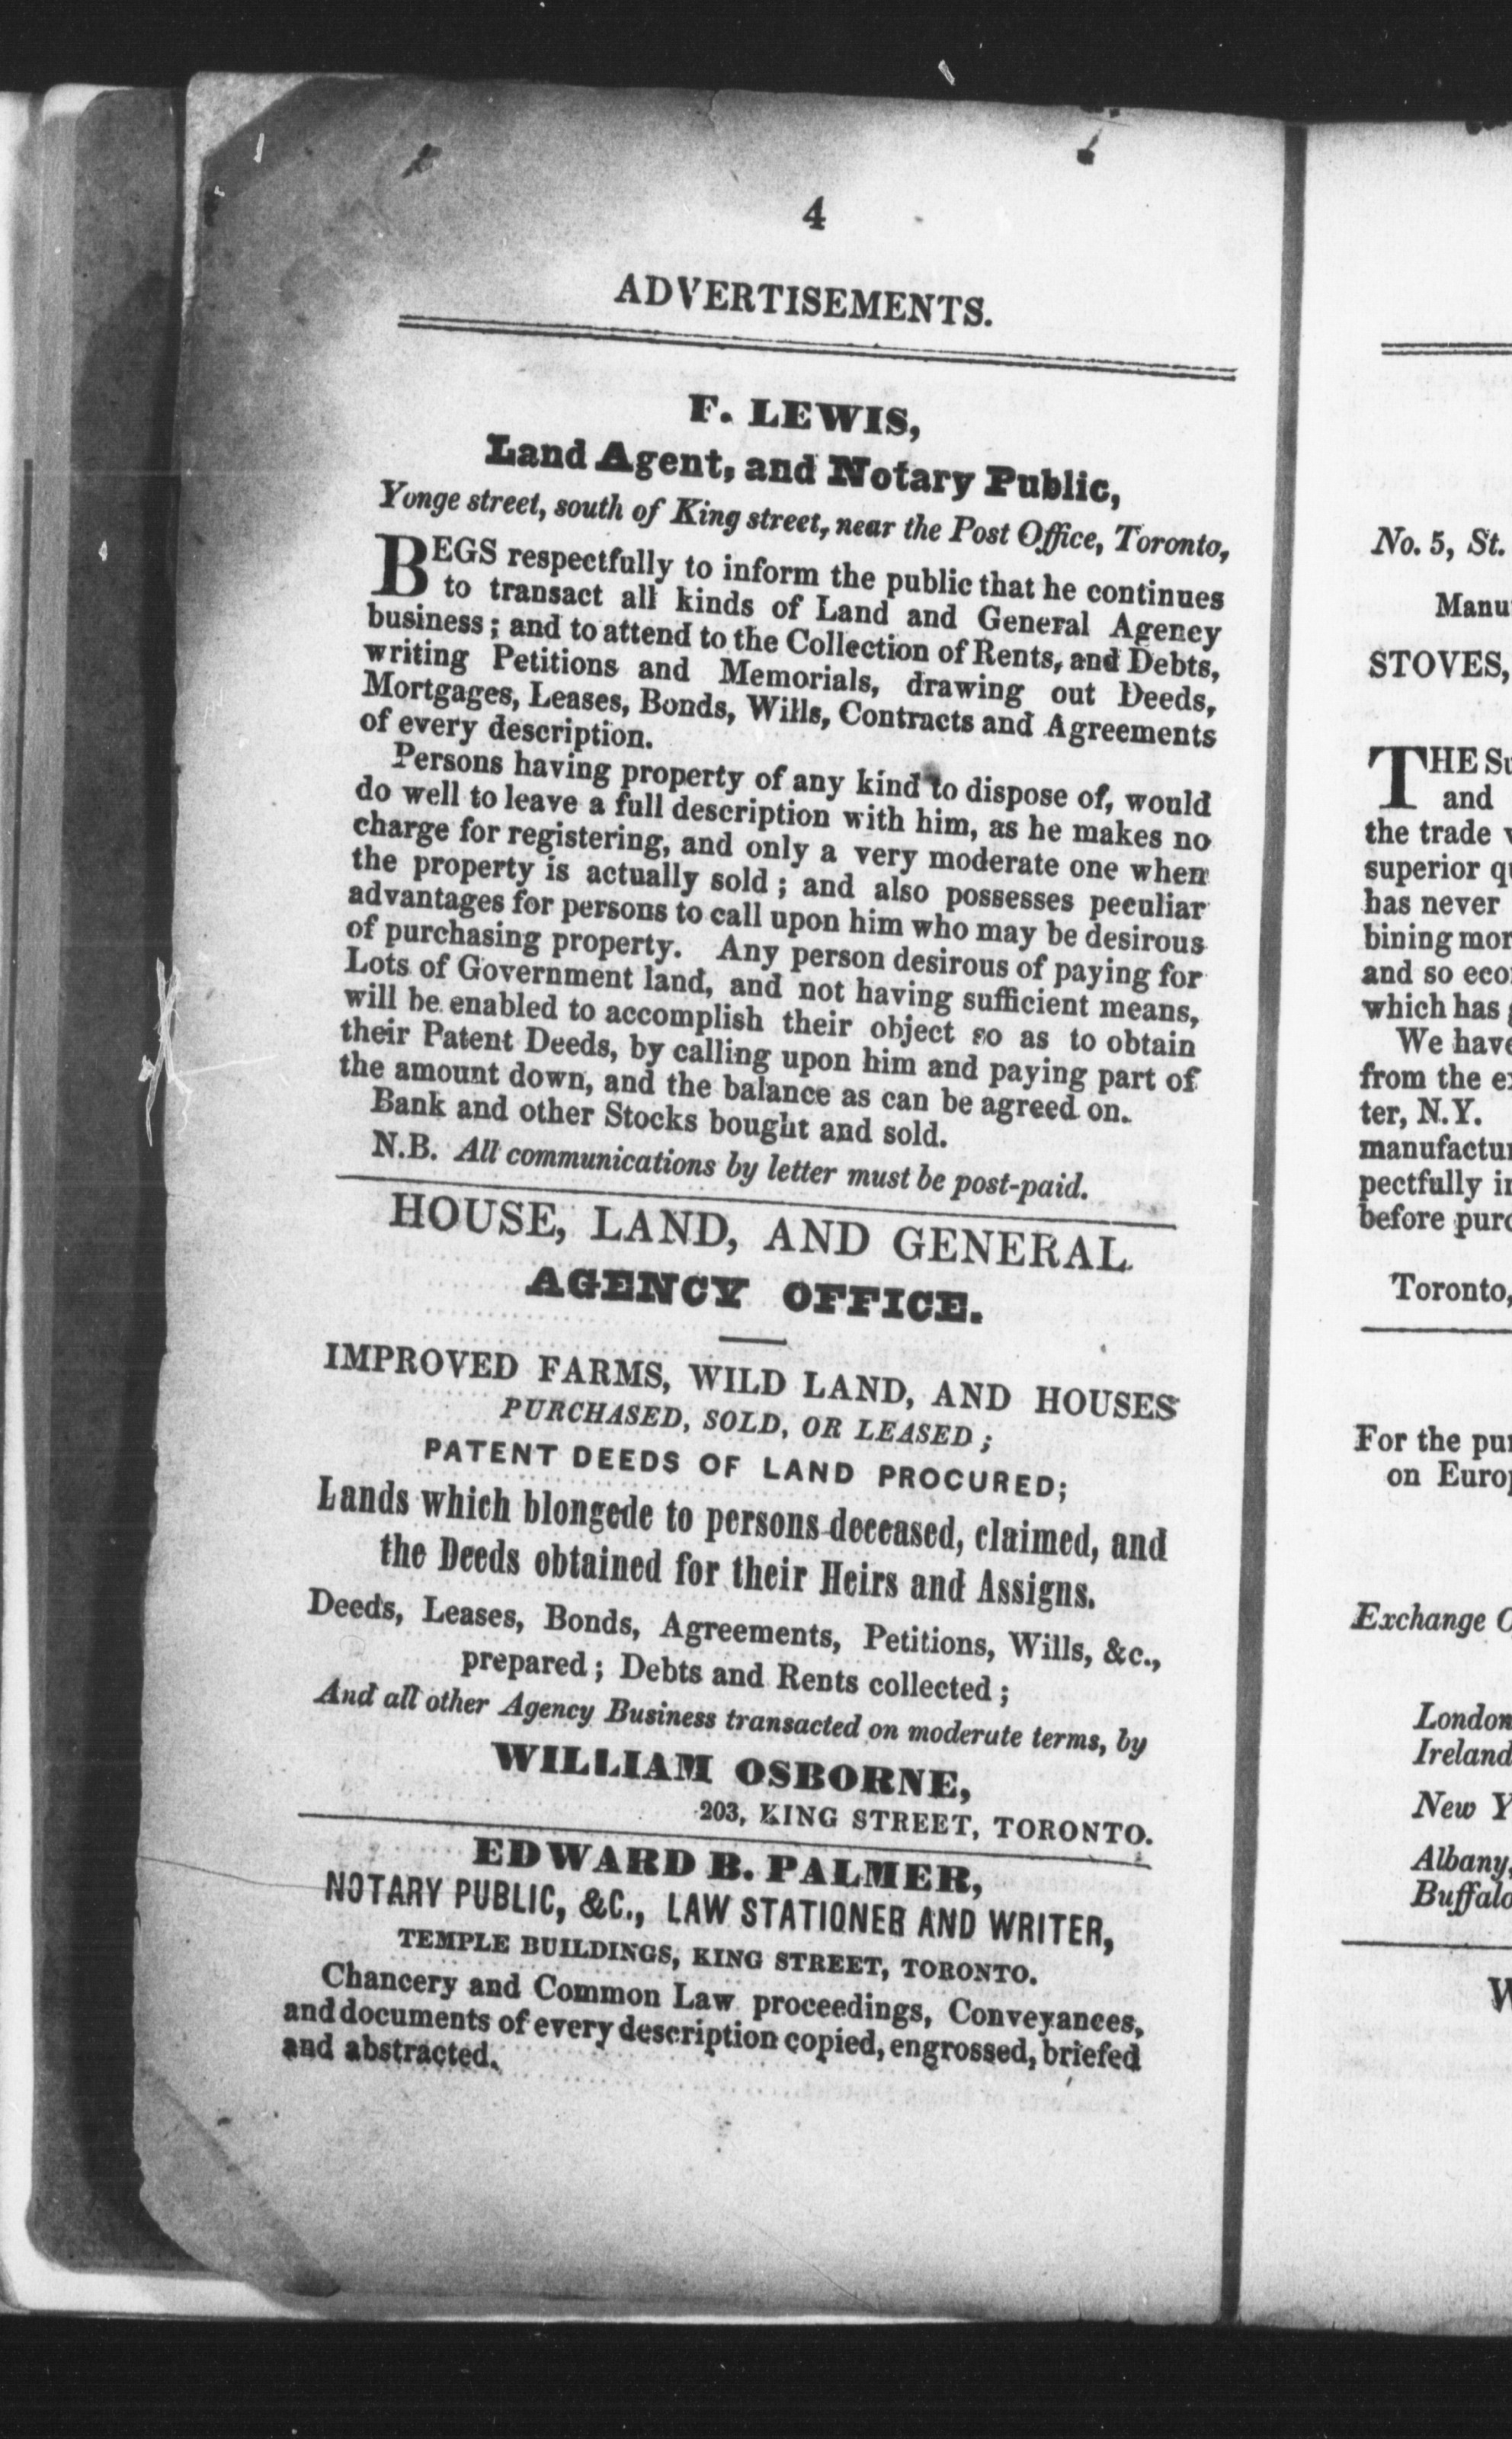 4
ADVERTISEMENTS.
F. LEWIS,
Land Agent, and Notary Public,
Yonge street, south of King street, near the Post Office, Toronto,
BEGS respectfully to inform the public that he continues
to transact all kinds of Land and General Agency
business; and to attend to the Collection of Rents, and Debts,
writing Petitions and Memorials, drawing out Deeds,
Mortgages, Leases, Bonds, Wills, Contracts and Agreements
of every description.
Persons having property of any kind to dispose of, would
do well to leave a full description with him, as he makes no
charge for registering, and only a very moderate one when
the property is actually sold; and also possesses peculiar
advantages for persons to call upon him who may be desirous
of purchasing property. Any person desirous of paying for
Lots of Government land, and not having sufficient means,
will be enabled to accomplish their object so as to obtain
their Patent Deeds, by calling upon him and paying part of
the amount down, and the balance as can be agreed on.
Bank and other Stocks bought and sold.
N.B. All communications by letter must be post-paid.
HOUSE, LAND, AND GENERAL
AGENCY OFFICE.
IMPROVED FARMS, WILD LAND, AND HOUSES
PURCHASED, SOLD, OR LEASED;
PATENT DEEDS OF LAND PROCURED;
Lands which blongede to persons deceased, claimed, and
the Deeds obtained for their Heirs and Assigns.
Deeds, Leases, Bonds, Agreements, Petitions, Wills, &c.,
prepared; Debts and Rents collected;
And all other Agency Business transacted on moderute terms, by
WILLIAM OSBORNE,
203, KING STREET, TORONTO.
EDWARD B. PALMER,
NOTARY PUBLIC, &C., LAW STATIONER AND WRITER,
TEMPLE BUILDINGS, KING STREET, TORONTO.
Chancery and Common Law proceedings, Conveyances,
and documents of every description copied, engrossed, briefed
and abstracted.
No. 5, St.
Manu
STOVES,
THE Su
and
the trade
superior qu
has never
bining mor
and so eco
which has
We have
from the e
ter, N.Y.
manufactu
pectfully in
before purc
Toronto,
For the pur
on Europ
Exchange
London
Ireland
New Y
Albany,
Buffalo
W